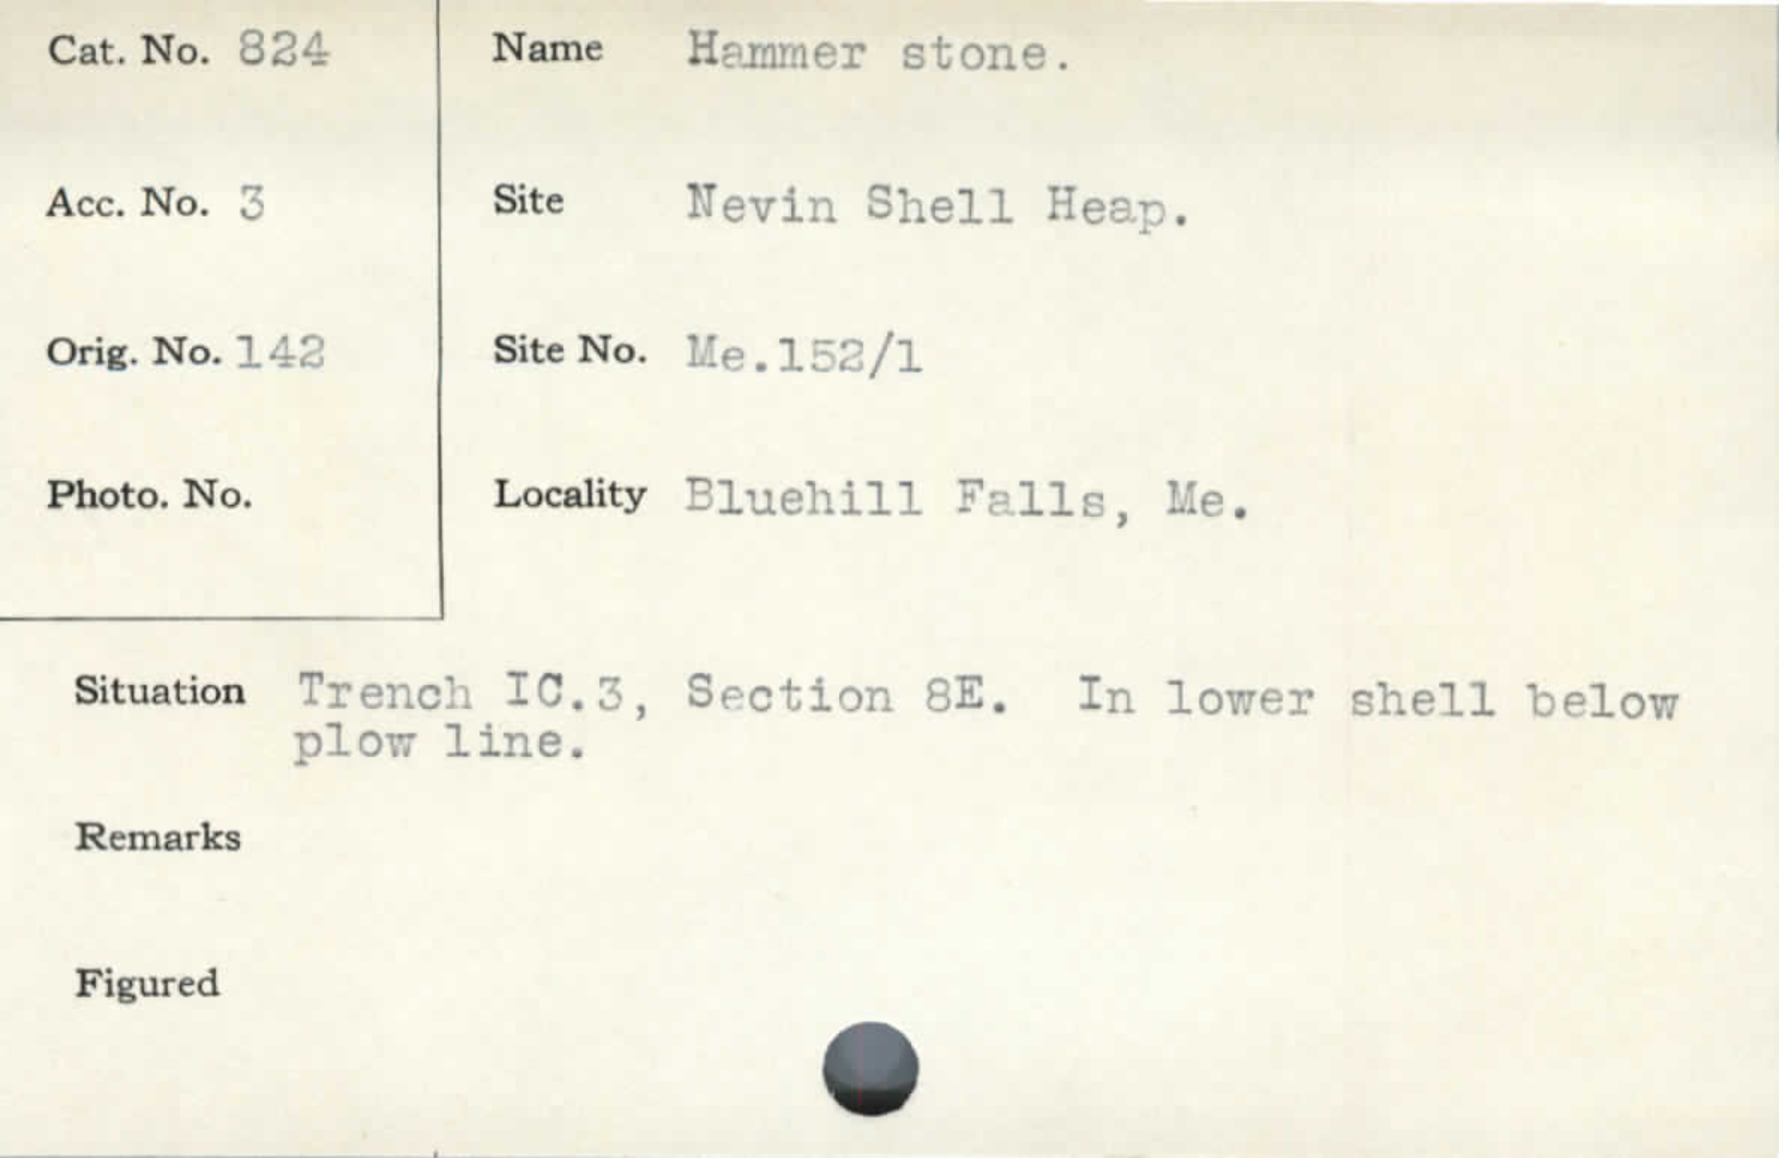 Cat. No. 824
Name Hammer stone.
Acc. No. 3
Site Nevin Shell Heap.
Orig. No. 142
Site No. Me.152/1
Photo. No.
Locality Bluehill Falls, Me.
Situation Trench IC.3, Section 8E. In lower shell below
plow line.
Remarks
Figured